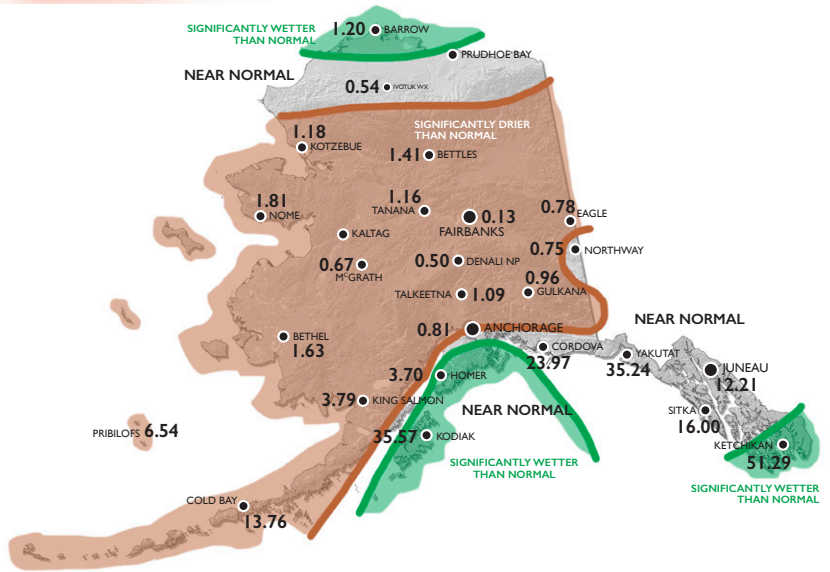 SIGNIFICANTLY WETTER
THAN NORMAL
1.20 BARROW
PRUDHOE BAY
NEAR NORMAL
0.54 IVOTUK WX
SIGNIFICANTLY DRIER
THAN NORMAL
1.18
KOTZEBUE
1.41 BETTLES
1.81
NOME
1.16
TANANA
0.13
FAIRBANKS
0.78
EAGLE
KALTAG
0.67
McGRATH
0.50 DENALI NP
0.75 NORTHWAY
0.96
GULKANA
TALKEETNA 1.09
0.81 ANCHORAGE
BETHEL
1.63
NEAR NORMAL
CORDOVA
23.97
YAKUTAT
35.24
JUNEAU
12.21
3.70 HOMER
3.79 KING SALMON
NEAR NORMAL
SITKA
16.00
PRIBILOFS 6.54
35.57 KODIAK
KETCHIKAN
51.29
SIGNIFICANTLY WETTER
THAN NORMAL
SIGNIFICANTLY WETTER
THAN NORMAL
COLD BAY
13.76